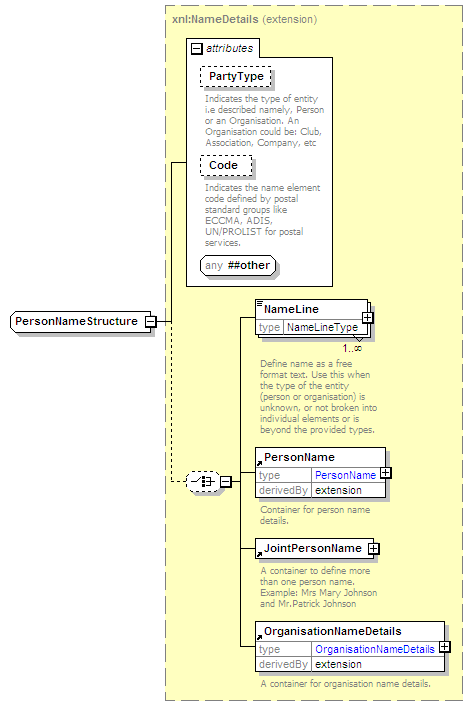 xnl:NameDetails (extension)
attributes
PartyType
Indicates the type of entity
i.e described namely, Person
or an Organisation. An
Organisation could be: Club,
Association, Company, etc
Code
Indicates the name element
code defined by postal
standard groups like
ECCMA, ADIS,
UN/PROLIST for postal
services.
any ##other
PersonNameStructure
NameLine
type NameLineType
1..∞
Define name as a free
format text. Use this when
the type of the entity
(person or organisation) is
unknown, or not broken into
individual elements or is
beyond the provided types.
PersonName
type PersonName
derivedBy extension
Container for person name
details.
JointPersonName
A container to define more
than one person name.
Example: Mrs Mary Johnson
and Mr.Patrick Johnson
OrganisationNameDetails
type OrganisationNameDetails
derivedBy extension
A container for organisation name details.